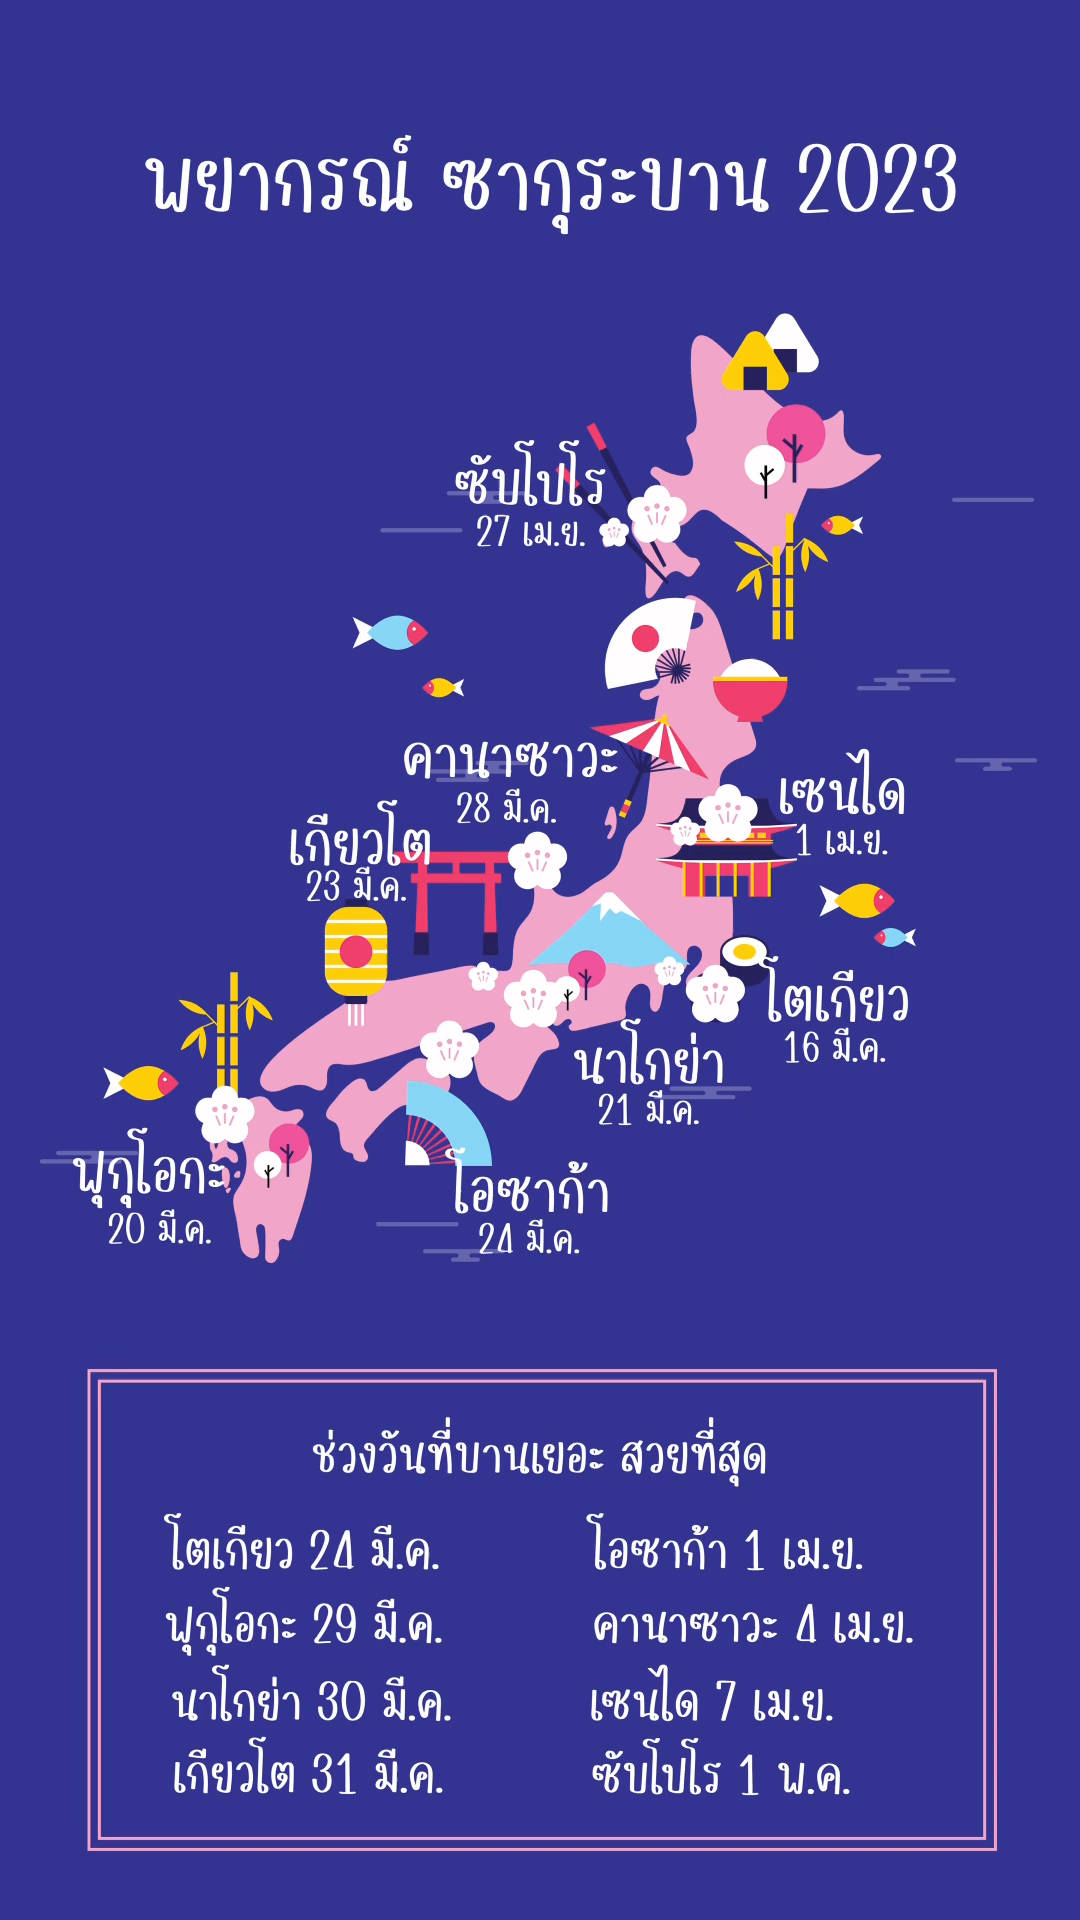 พยากรณ์ ซากุระบาน 2023
ซัปโปโร
27 เม.ย.
คานาซาวะ
28 มี.ค.
เซนได
1 เม.ย.
เกียวโต
23 มี.ค.
โตเกียว
16 มี.ค.
นาโกย่า
21 มี.ค.
ฟุกุโอกะ
20 มี.ค.
โอซาก้า
24 มี.ค.
ช่วงวันที่บานเยอะ สวยที่สุด
โตเกียว 24 มี.ค.
ฟุกุโอกะ 29 มี.ค.
นาโกย่า 30 มี.ค.
เกียวโต 31 มี.ค.
โอซาก้า 1 เม.ย.
คานาซาวะ 4 เม.ย.
เซนได 7 เม.ย.
ซัปโปโร 1 พ.ค.